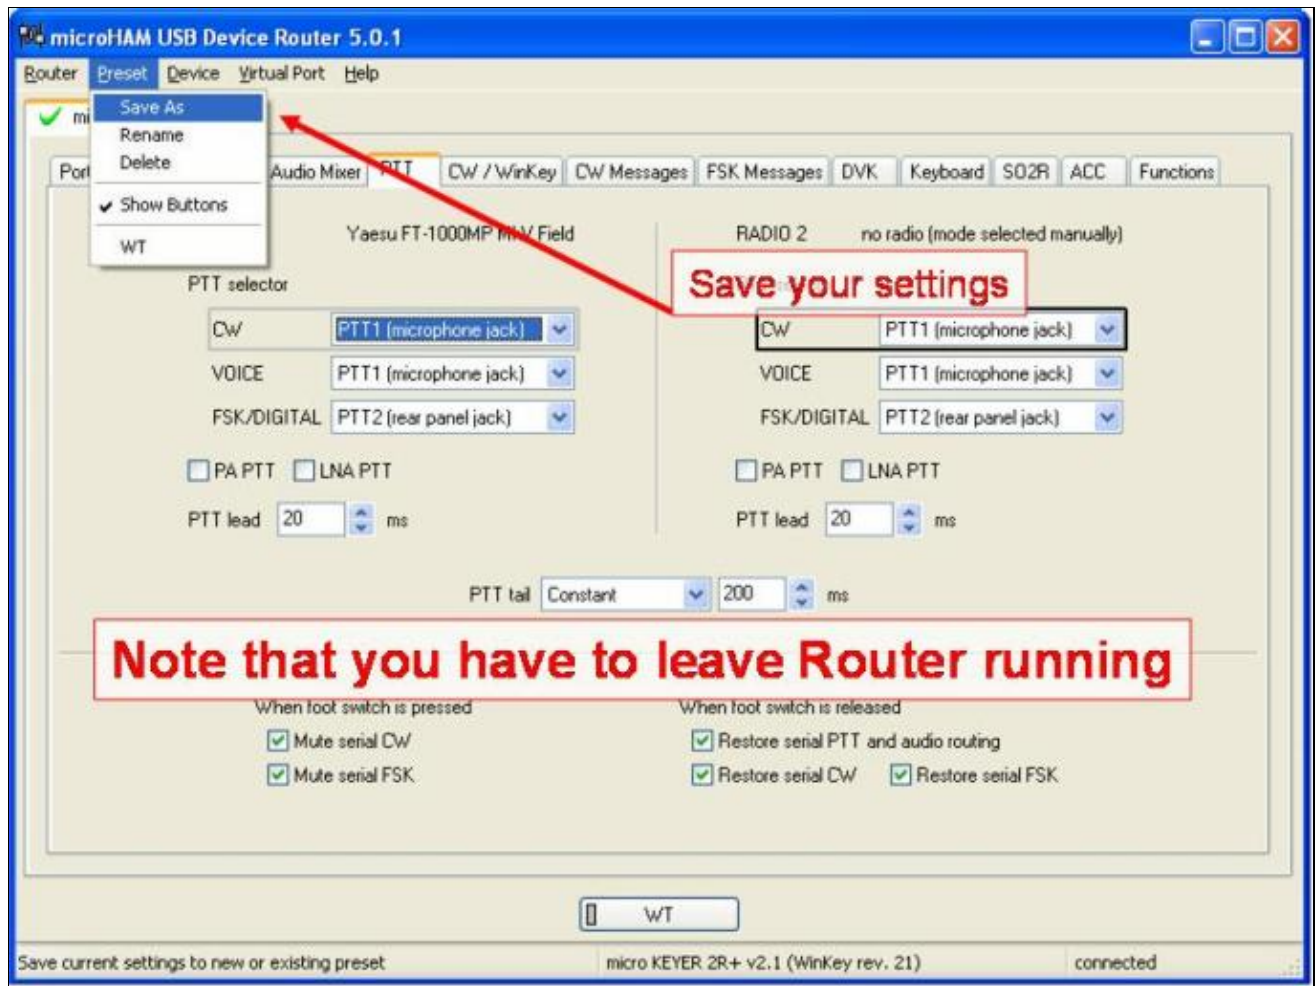 microHAM USB Device Router 5.0.1
Router Preset Device Virtual Port Help
Save As
Rename
Delete
Show Buttons
WT
Audio Mixer PTT CW / WinKey CW Messages FSK Messages DVK Keyboard SO2R ACC Functions
Yaesu FT-1000MP Mk-V Field RADIO 2 no radio (mode selected manually)
Save your settings
PTT selector
CW PTT1 (microphone jack) CW PTT1 (microphone jack)
VOICE PTT1 (microphone jack) VOICE PTT1 (microphone jack)
FSK/DIGITAL PTT2 (rear panel jack) FSK/DIGITAL PTT2 (rear panel jack)
PA PTT LNA PTT PA PTT LNA PTT
PTT lead 20 ms PTT lead 20 ms
PTT tail Constant 200 ms
Note that you have to leave Router running
When foot switch is pressed When foot switch is released
Mute serial CW Restore serial PTT and audio routing
Mute serial FSK Restore serial CW Restore serial FSK
WT
Save current settings to new or existing preset micro KEYER 2R+ v2.1 (WinKey rev. 21) connected